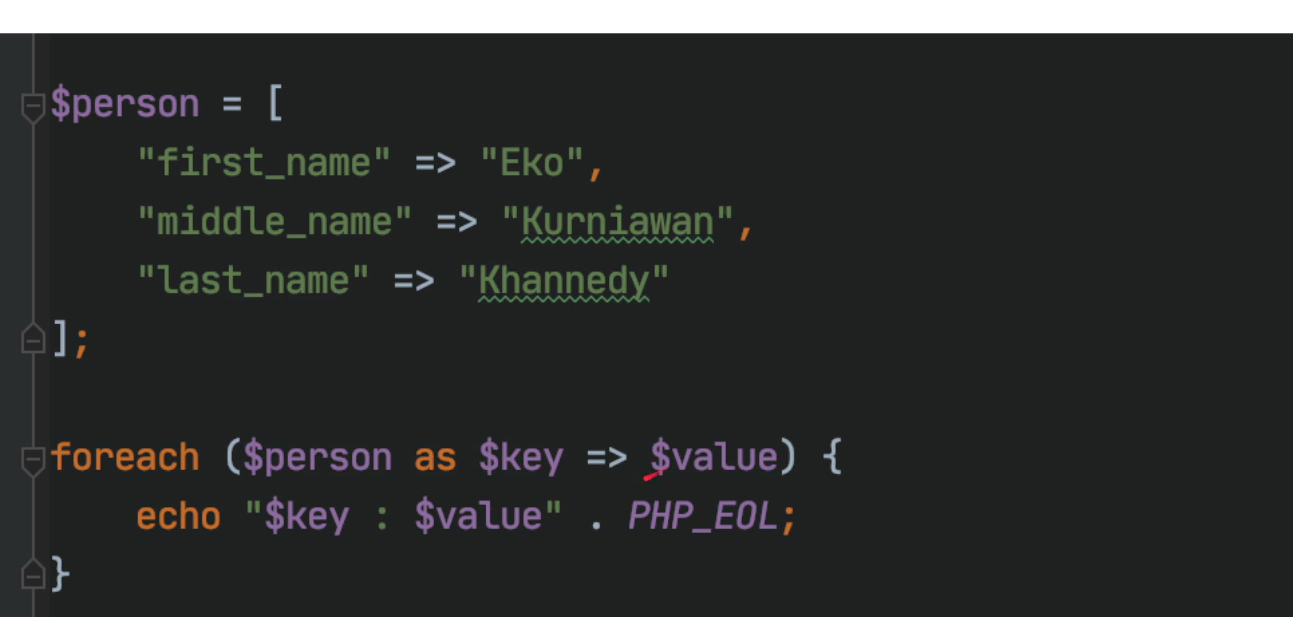 $person = [
    "first_name" => "Eko",
    "middle_name" => "Kurniawan",
    "last_name" => "Khannedy"
];
foreach ($person as $key => $value) {
    echo "$key : $value" . PHP_EOL;
}